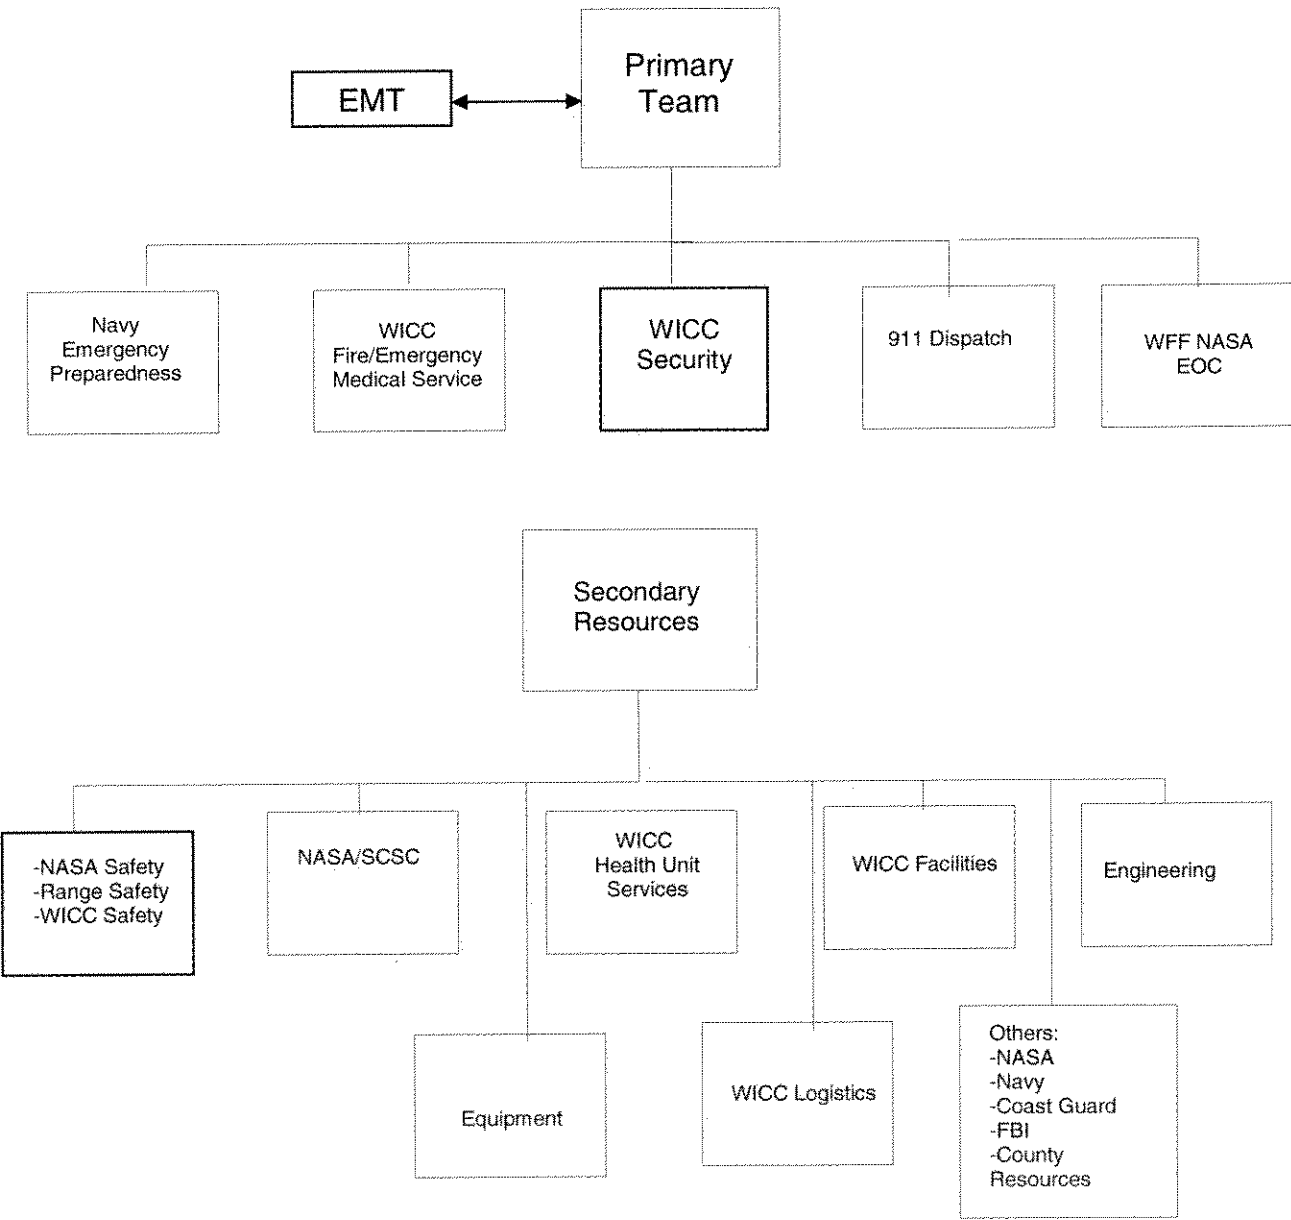 Primary
Team
EMT
Navy
Emergency
Preparedness
WICC
Fire/Emergency
Medical Service
WICC
Security
911 Dispatch
WFF NASA
EOC
Secondary
Resources
-NASA Safety
-Range Safety
-WICC Safety
NASA/SCSC
WICC
Health Unit
Services
WICC Facilities
Engineering
Equipment
WICC Logistics
Others:
-NASA
-Navy
-Coast Guard
-FBI
-County
Resources